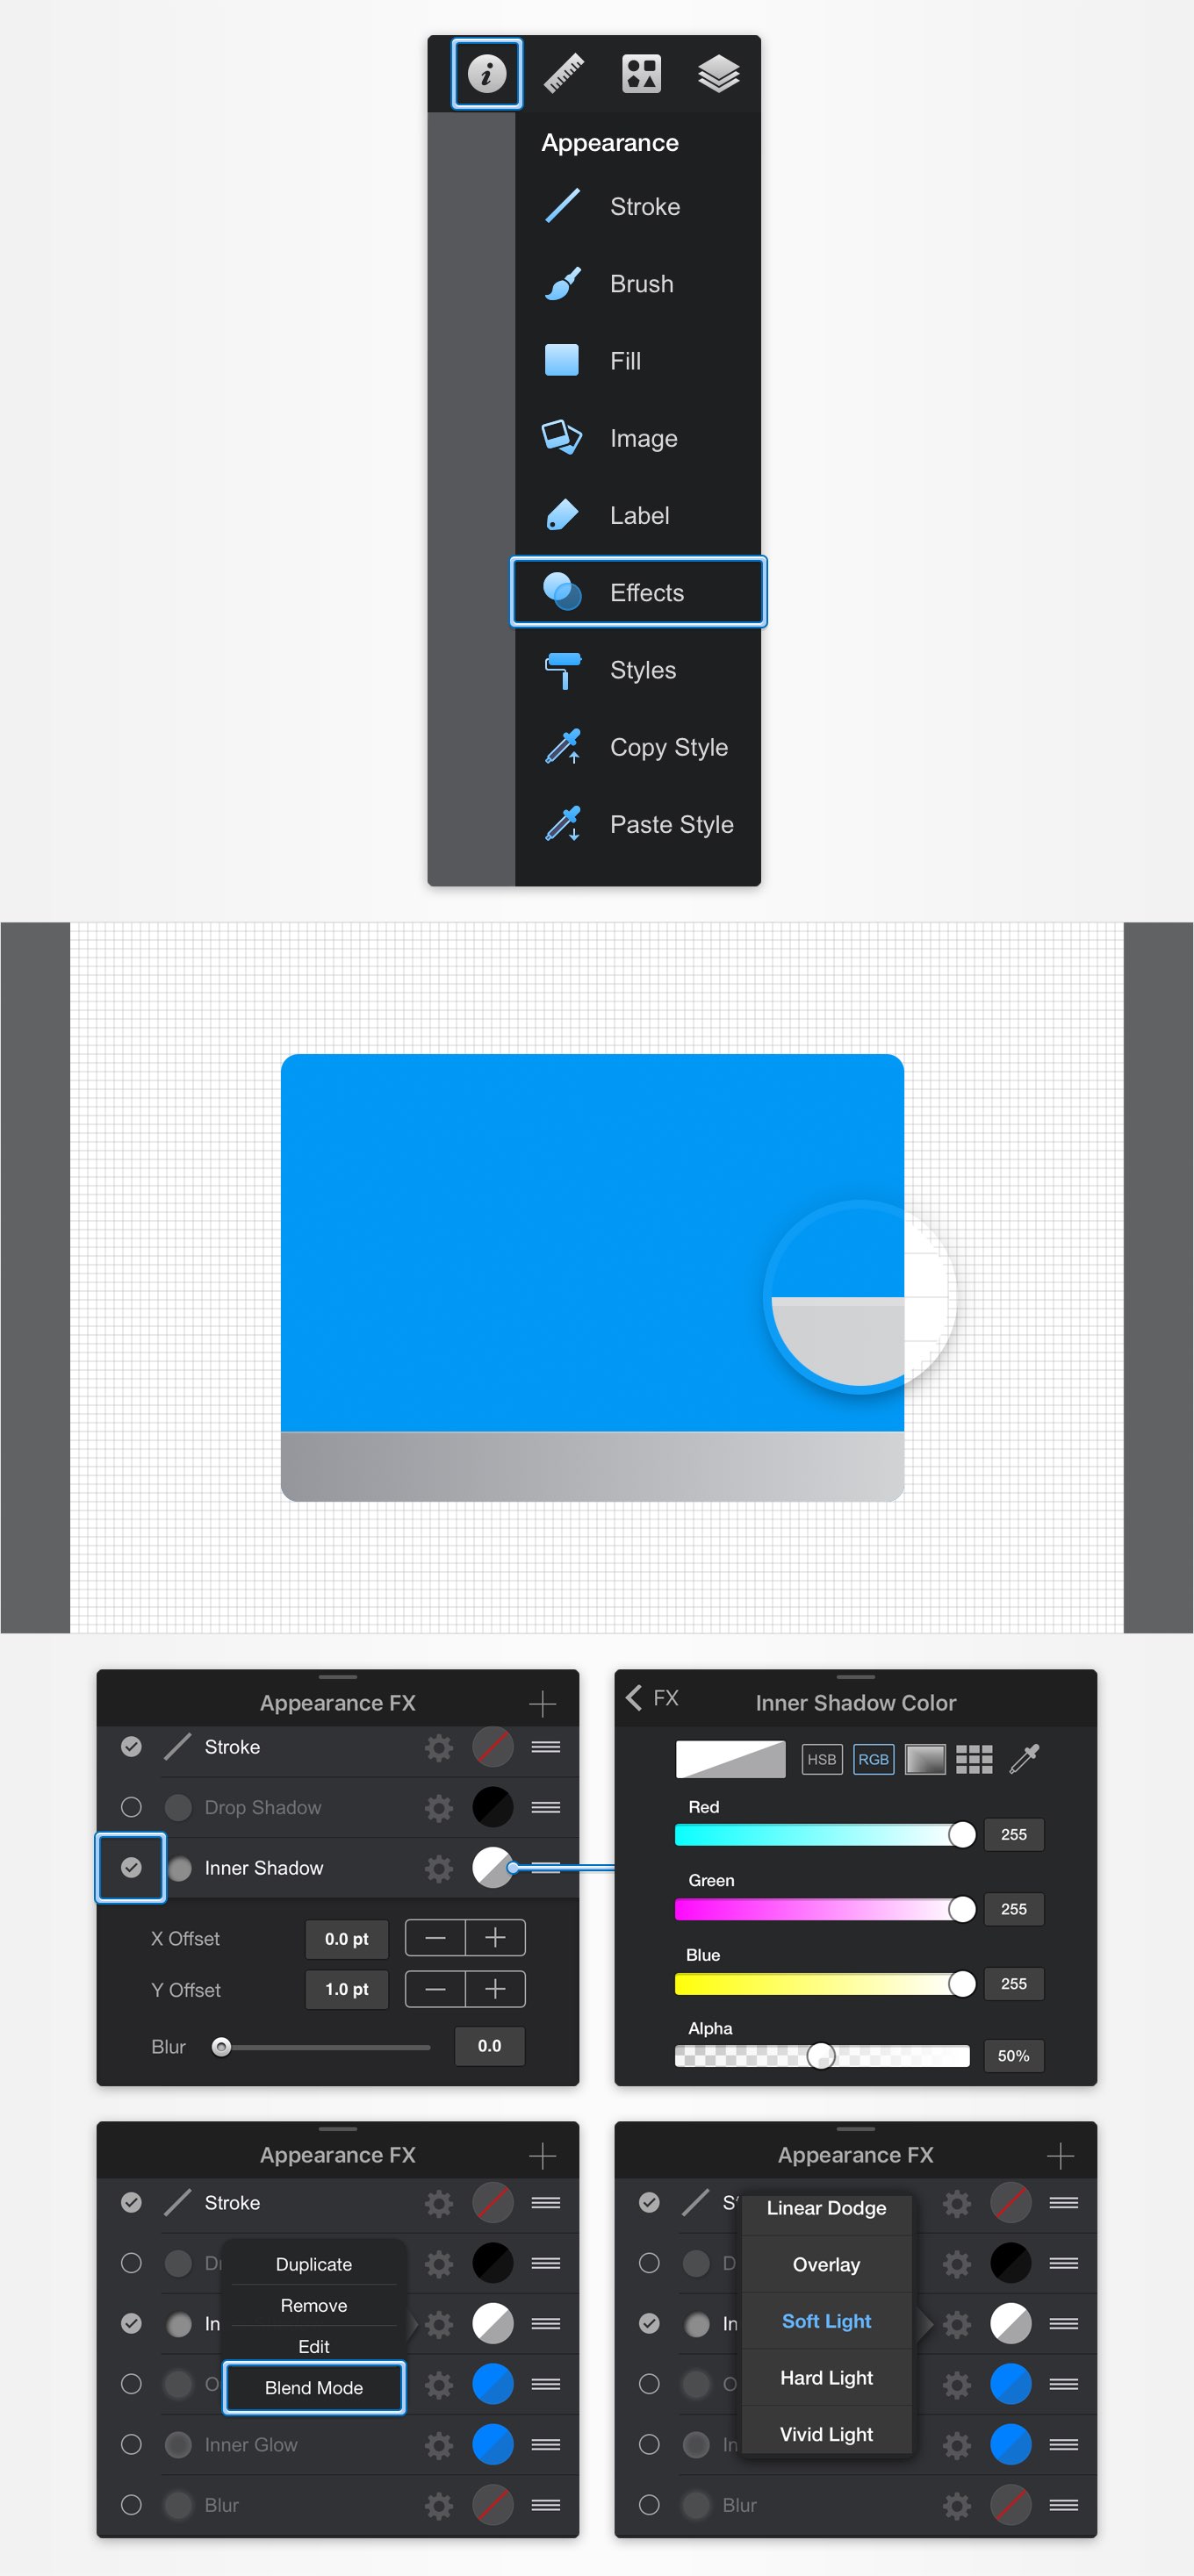 Appearance
Stroke
Brush
Fill
Image
Label
Effects
Styles
Copy Style
Paste Style
Appearance FX
Stroke
Drop Shadow
Inner Shadow
X Offset 0.0 pt
Y Offset 1.0 pt
Blur 0.0
FX Inner Shadow Color
HSB RGB
Red
255
Green
255
Blue
255
Alpha
50%
Appearance FX
Stroke
Duplicate
Remove
In
Edit
Blend Mode
Inner Glow
Blur
Appearance FX
Linear Dodge
Overlay
In Soft Light
Hard Light
In Vivid Light
Blur